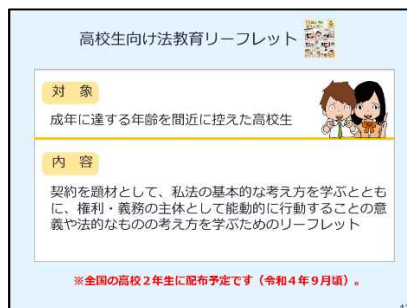 高校生向け法教育リーフレット
対 象
成年に達する年齢を間近に控えた高校生
内 容
契約を題材として、私法の基本的な考え方を学ぶととも
に、権利・義務の主体として能動的に行動することの意
義や法的なものの考え方を学ぶためのリーフレット
※全国の高校２年生に配布予定です（令和４年９月頃）。